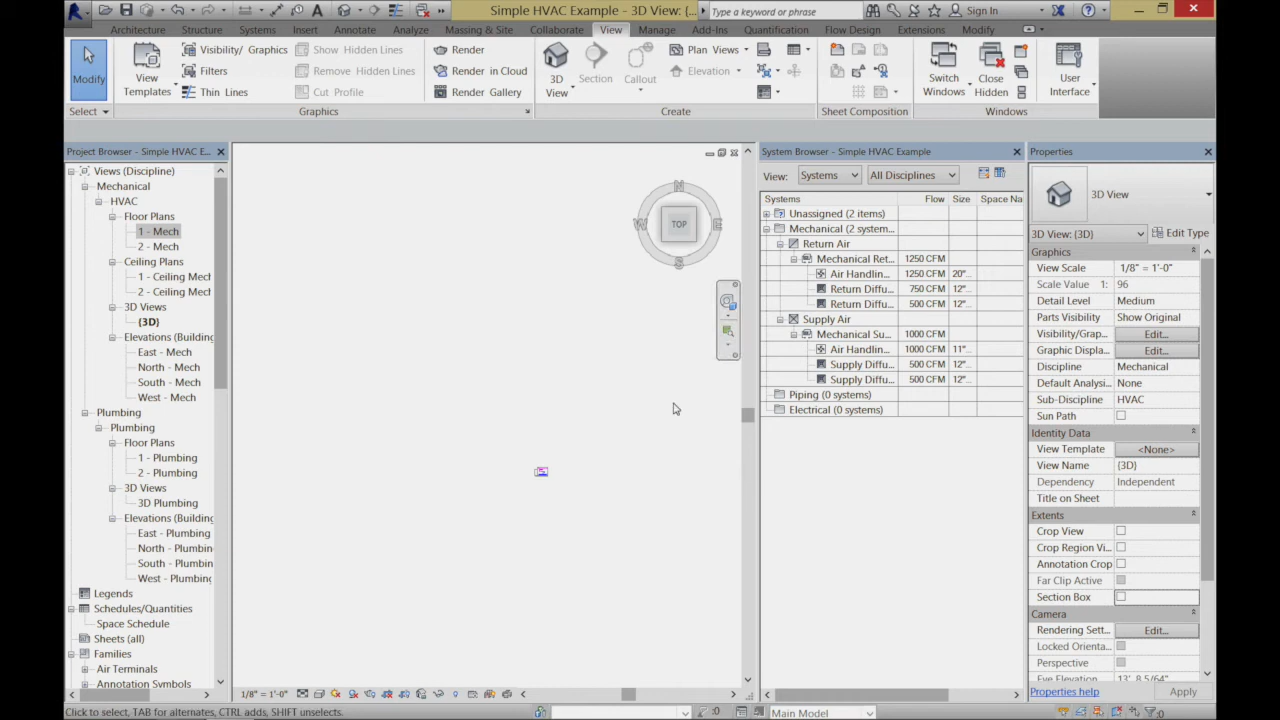 Simple HVAC Example - 3D View: {...
Type a keyword or phrase
Sign In
Architecture Structure Systems Insert Annotate Analyze Massing & Site Collaborate View Manage Add-Ins Quantification Flow Design Extensions Modify
Modify
View Templates
Visibility/ Graphics
Filters
Thin Lines
Show Hidden Lines
Remove Hidden Lines
Cut Profile
Render
Render in Cloud
Render Gallery
3D View
Section
Callout
Plan Views
Elevation
Switch Windows
Close Hidden
User Interface
Select Graphics Create Sheet Composition Windows
Project Browser - Simple HVAC E...
Views (Discipline)
Mechanical
HVAC
Floor Plans
1 - Mech
2 - Mech
Ceiling Plans
1 - Ceiling Mech
2 - Ceiling Mech
3D Views
{3D}
Elevations (Building
East - Mech
North - Mech
South - Mech
West - Mech
Plumbing
Plumbing
Floor Plans
1 - Plumbing
2 - Plumbing
3D Views
3D Plumbing
Elevations (Building
East - Plumbing
North - Plumbing
South - Plumbing
West - Plumbing
Legends
Schedules/Quantities
Space Schedule
Sheets (all)
Families
Air Terminals
Annotation Symbols
N
W TOP E
S
1/8" = 1'-0"
System Browser - Simple HVAC Example
View: Systems All Disciplines
Systems Flow Size Space Na
Unassigned (2 items)
Mechanical (2 system...
Return Air
Mechanical Ret... 1250 CFM
Air Handlin... 1250 CFM 20"...
Return Diffu... 750 CFM 12"...
Return Diffu... 500 CFM 12"...
Supply Air
Mechanical Su... 1000 CFM
Air Handlin... 1000 CFM 11"...
Supply Diffu... 500 CFM 12"...
Supply Diffu... 500 CFM 12"...
Piping (0 systems)
Electrical (0 systems)
Properties
3D View
3D View: {3D} Edit Type
Graphics
View Scale 1/8" = 1'-0"
Scale Value 1: 96
Detail Level Medium
Parts Visibility Show Original
Visibility/Grap... Edit...
Graphic Displa... Edit...
Discipline Mechanical
Default Analysi... None
Sub-Discipline HVAC
Sun Path
Identity Data
View Template <None>
View Name {3D}
Dependency Independent
Title on Sheet
Extents
Crop View
Crop Region Vi...
Annotation Crop
Far Clip Active
Section Box
Camera
Rendering Sett... Edit...
Locked Orienta...
Perspective
Eye Elevation 13' 8 5/64"
Properties help Apply
Click to select, TAB for alternates, CTRL adds, SHIFT unselects.
:0
Main Model
:0